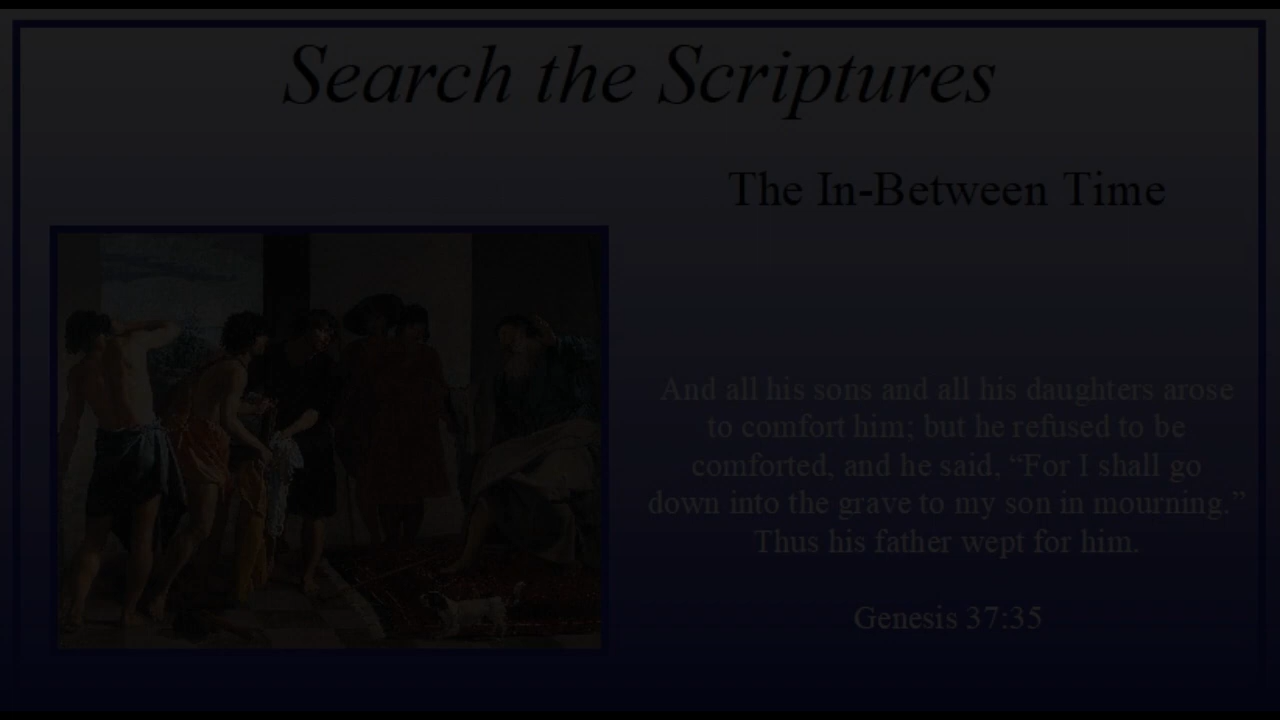 Search the Scriptures
The In-Between Time
And all his sons and all his daughters arose
to comfort him; but he refused to be
comforted, and he said, “For I shall go
down into the grave to my son in mourning.”
Thus his father wept for him.
Genesis 37:35